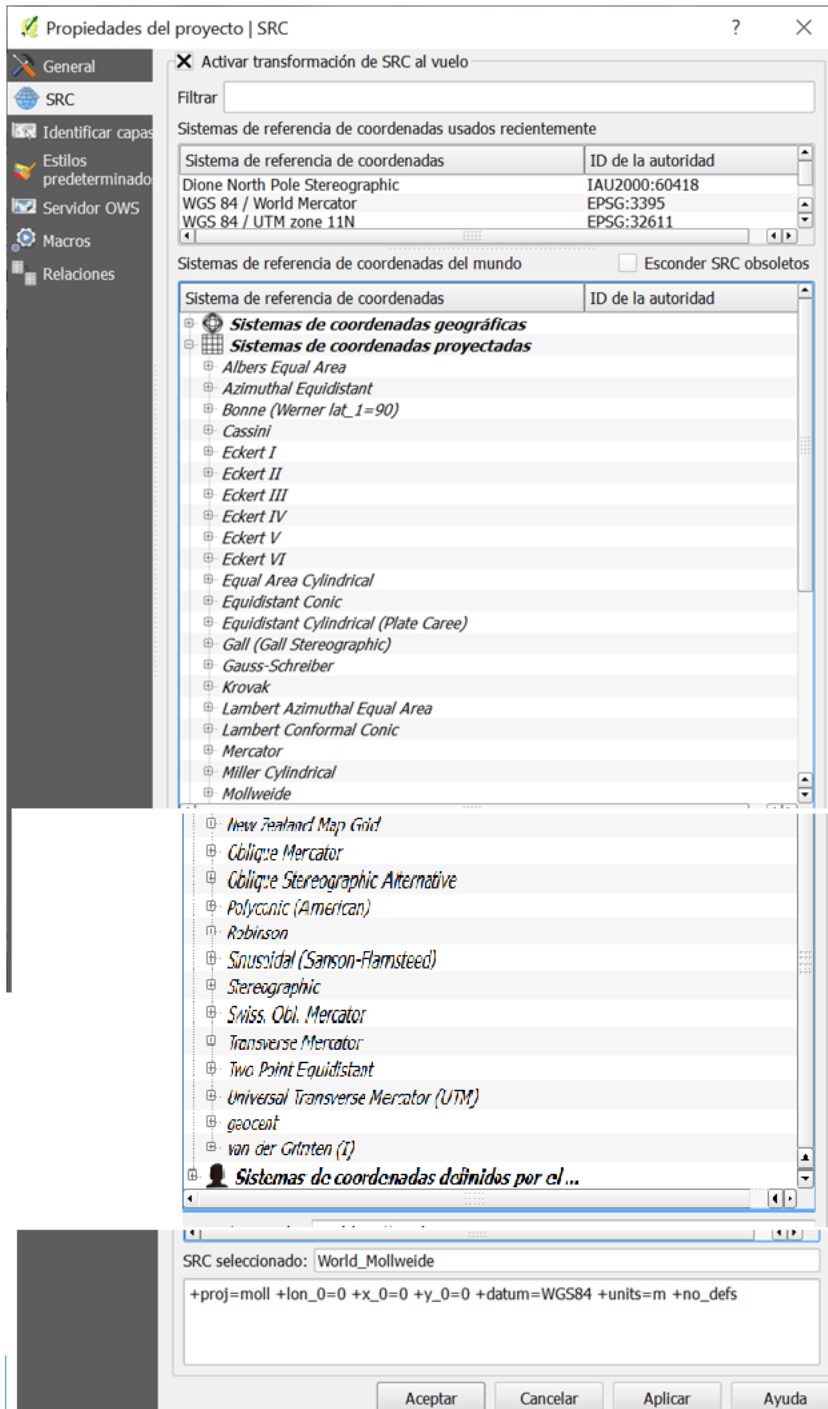 Propiedades del proyecto | SRC
General
SRC
Identificar capas
Estilos
predeterminado
Servidor OWS
Macros
Relaciones
Activar transformación de SRC al vuelo
Filtrar
Sistemas de referencia de coordenadas usados recientemente
Sistema de referencia de coordenadas ID de la autoridad
Dione North Pole Stereographic IAU2000:60418
WGS 84 / World Mercator EPSG:3395
WGS 84 / UTM zone 11N EPSG:32611
Sistemas de referencia de coordenadas del mundo Esconder SRC obsoletos
Sistema de referencia de coordenadas ID de la autoridad
Sistemas de coordenadas geográficas
Sistemas de coordenadas proyectadas
Albers Equal Area
Azimuthal Equidistant
Bonne (Werner lat_1=90)
Cassini
Eckert I
Eckert II
Eckert III
Eckert IV
Eckert V
Eckert VI
Equal Area Cylindrical
Equidistant Conic
Equidistant Cylindrical (Plate Caree)
Gall (Gall Stereographic)
Gauss-Schreiber
Krovak
Lambert Azimuthal Equal Area
Lambert Conformal Conic
Mercator
Miller Cylindrical
Mollweide
New Zealand Map Grid
Oblique Mercator
Oblique Stereographic Alternative
Polyconic (American)
Robinson
Sinusoidal (Sanson-Flamsteed)
Stereographic
Swiss. Obl. Mercator
Transverse Mercator
Two Point Equidistant
Universal Transverse Mercator (UTM)
geocent
van der Grinten (I)
Sistemas de coordenadas definidos por el ...
SRC seleccionado: World_Mollweide
+proj=moll +lon_0=0 +x_0=0 +y_0=0 +datum=WGS84 +units=m +no_defs
Aceptar Cancelar Aplicar Ayuda